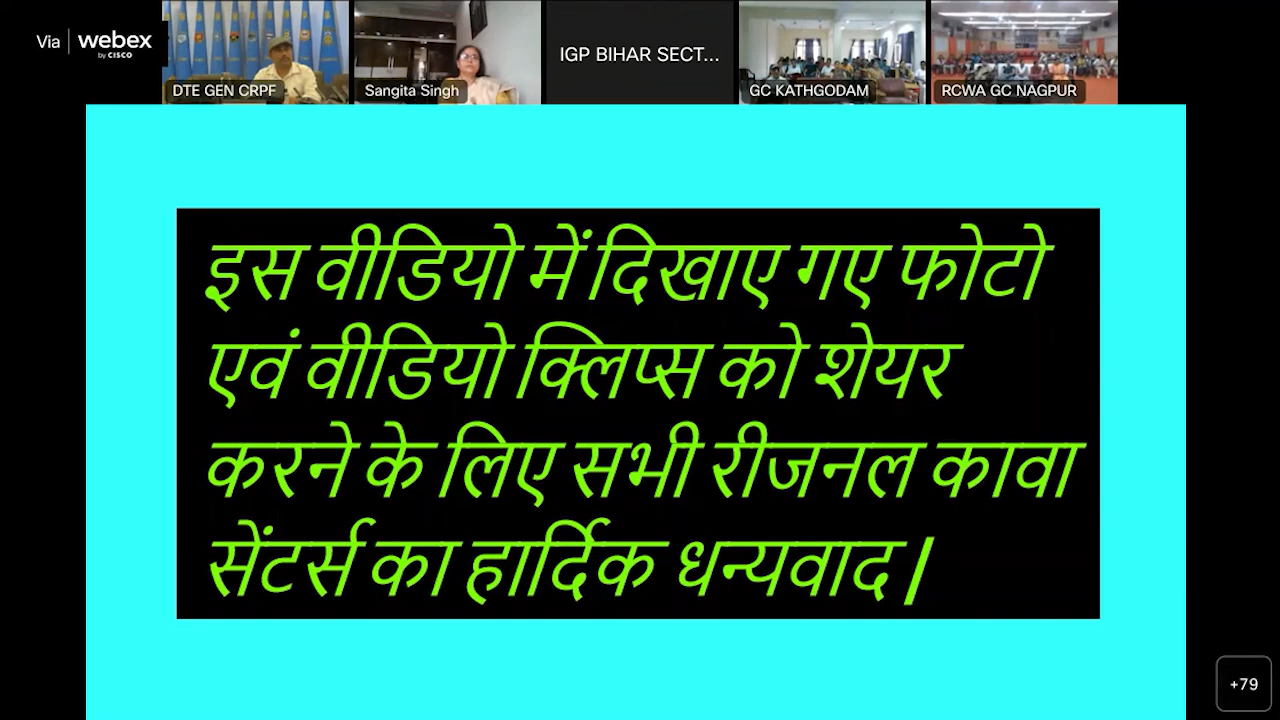 Via webex
by CISCO
DTE GEN CRPF
Sangita Singh
IGP BIHAR SECT...
GC KATHGODAM
RCWA GC NAGPUR
इस वीडियो में दिखाए गए फोटो
एवं वीडियो क्लिप्स को शेयर
करने के लिए सभी रीजनल कावा
सेंटर्स का हार्दिक धन्यवाद |
+79